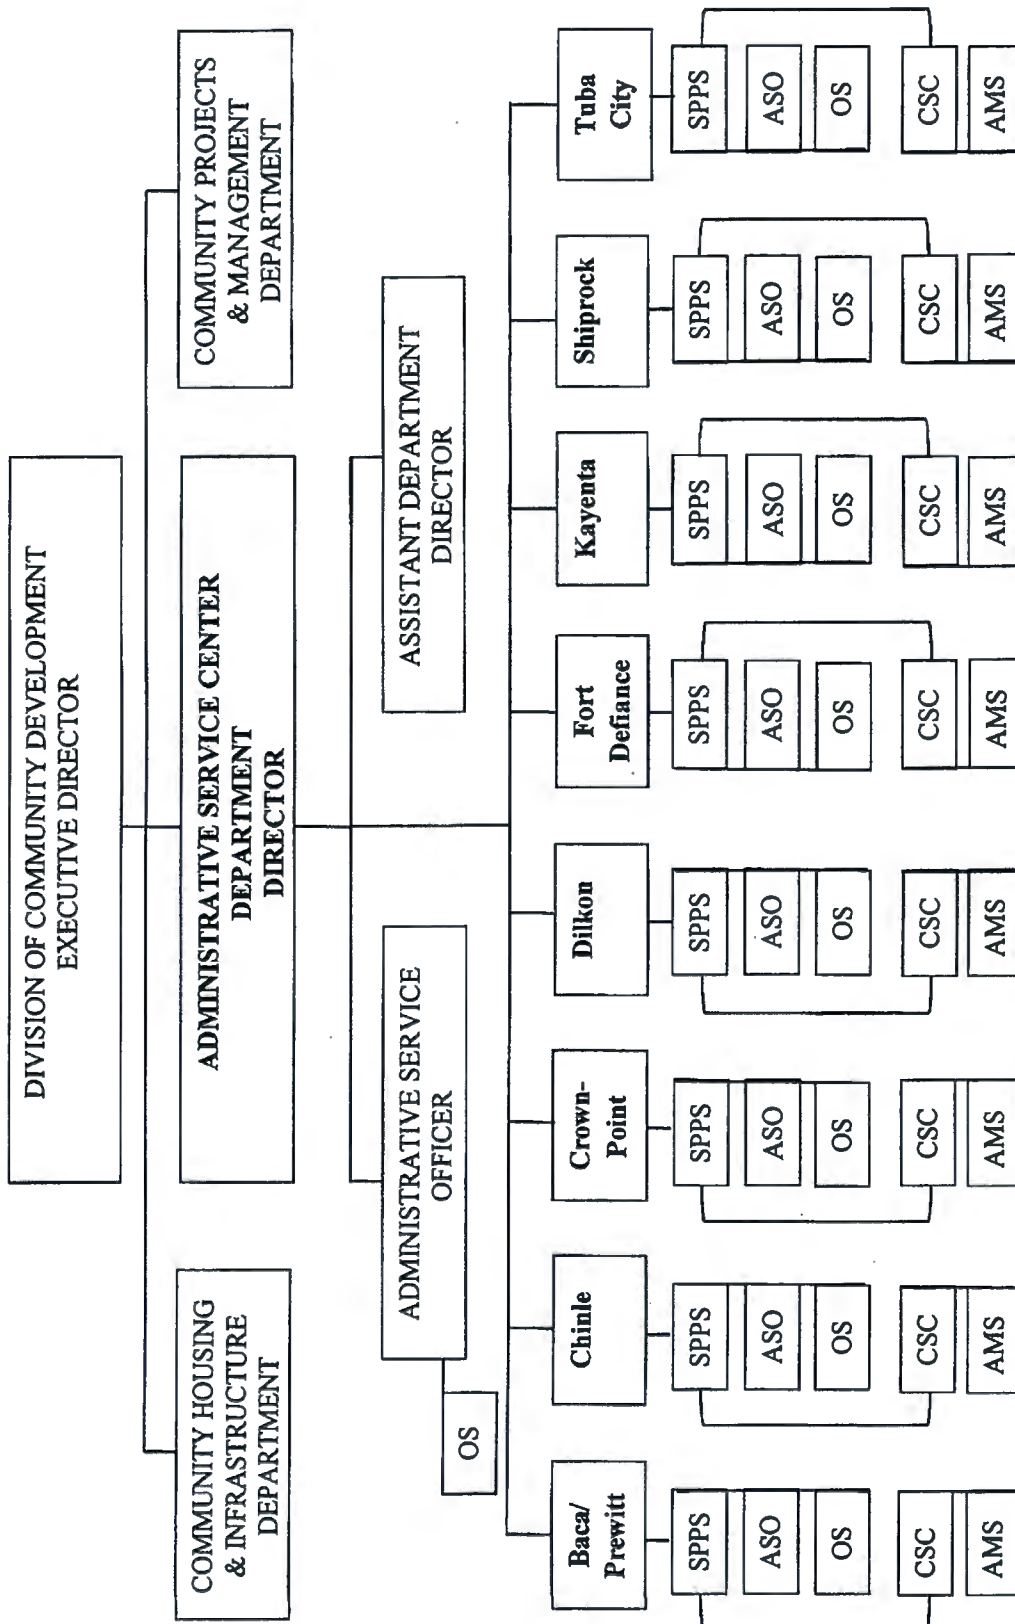 DIVISION OF COMMUNITY DEVELOPMENT
EXECUTIVE DIRECTOR
COMMUNITY HOUSING
& INFRASTRUCTURE
DEPARTMENT
ADMINISTRATIVE SERVICE CENTER
DEPARTMENT
DIRECTOR
COMMUNITY PROJECTS
& MANAGEMENT
DEPARTMENT
ADMINISTRATIVE SERVICE
OFFICER
OS
ASSISTANT DEPARTMENT
DIRECTOR
Baca/
Prewitt
SPPS
ASO
OS
CSC
AMS
Chinle
SPPS
ASO
OS
CSC
AMS
Crown-
Point
SPPS
ASO
OS
CSC
AMS
Dilkon
SPPS
ASO
OS
CSC
AMS
Fort
Defiance
SPPS
ASO
OS
CSC
AMS
Kayenta
SPPS
ASO
OS
CSC
AMS
Shiprock
SPPS
ASO
OS
CSC
AMS
Tuba
City
SPPS
ASO
OS
CSC
AMS